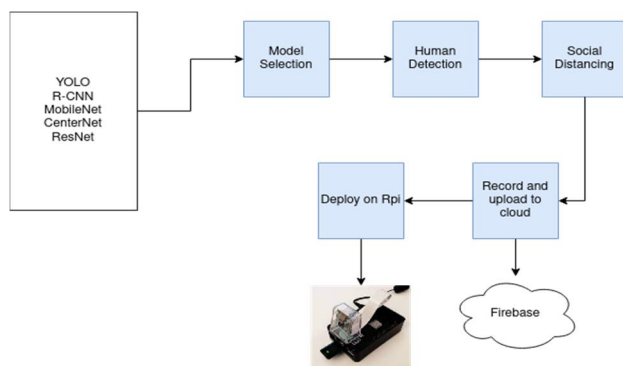 YOLO
R-CNN
MobileNet
CenterNet
ResNet
Model
Selection
Human
Detection
Social
Distancing
Deploy on Rpi
Record and
upload to
cloud
Firebase